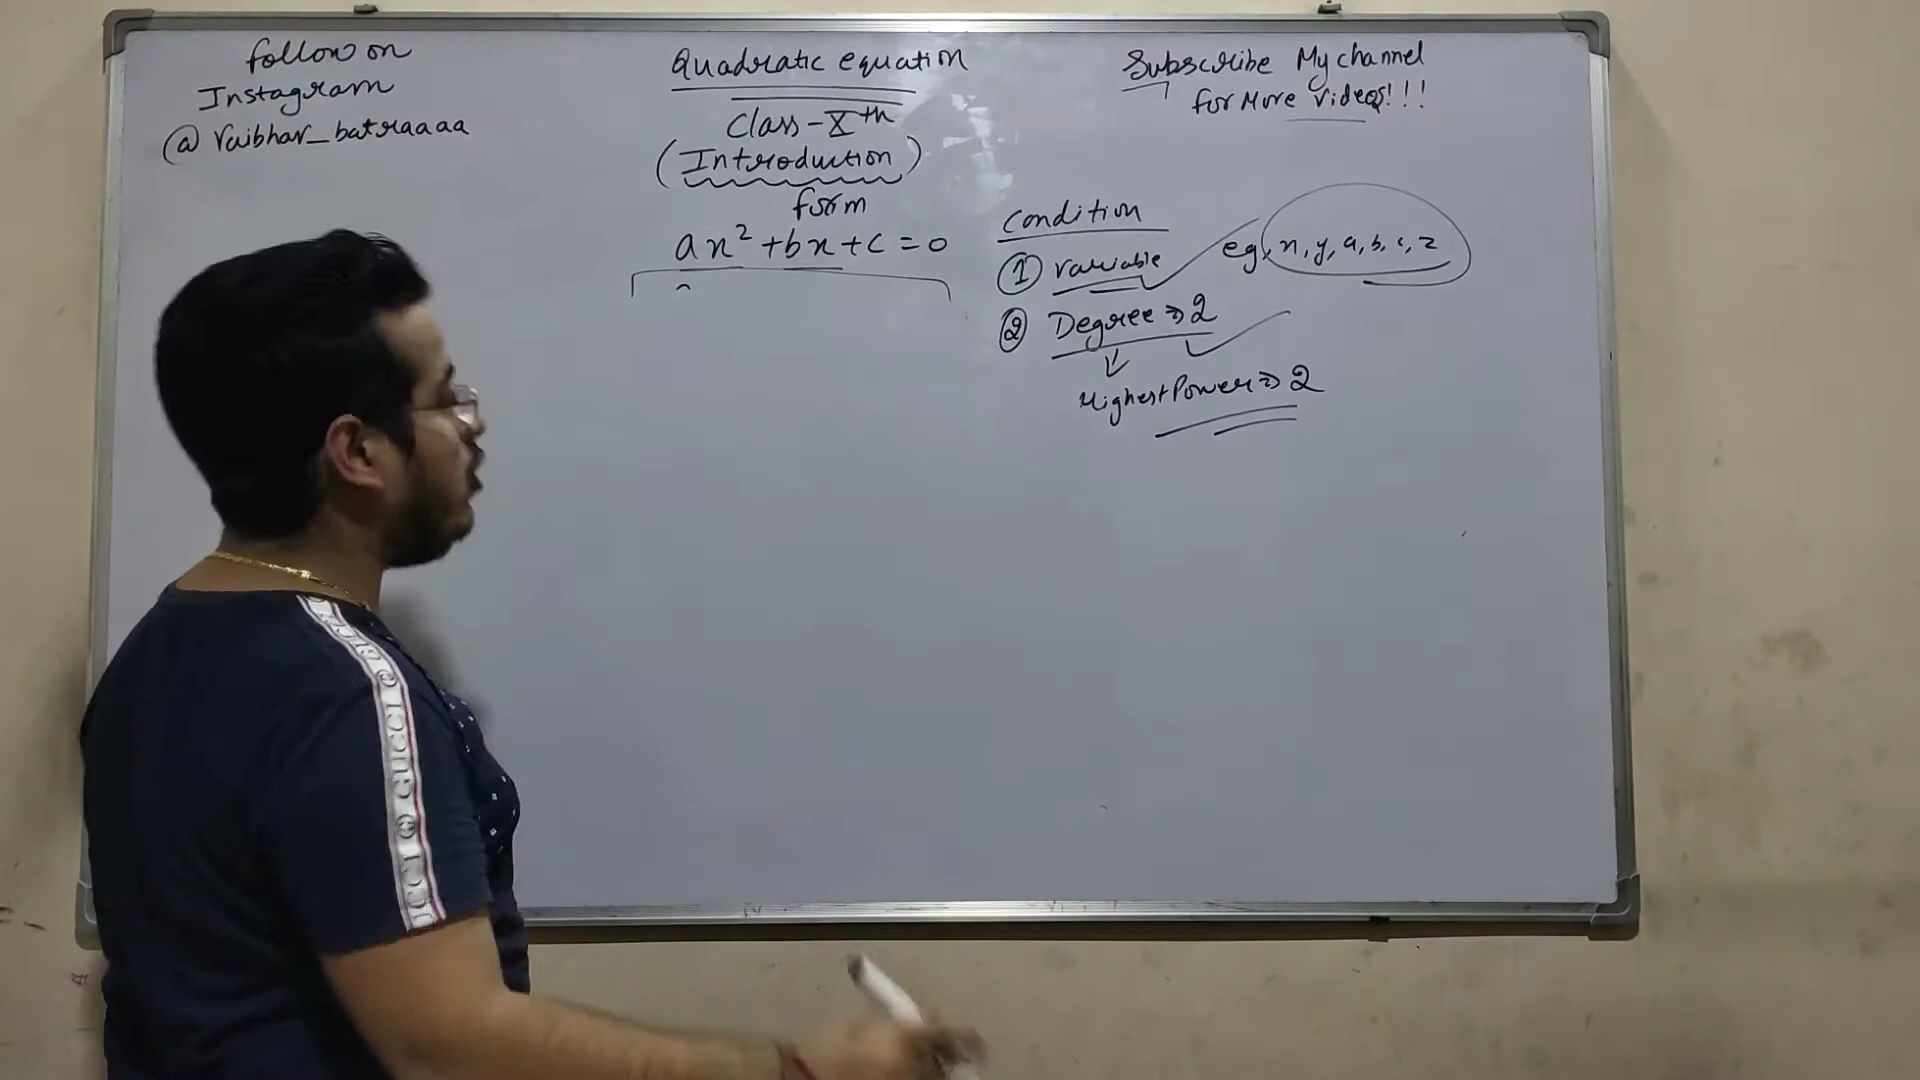 follow on
Instagram
@ vaibhav_batraaaa
Quadratic equation
Class - Xth
(Introduction)
form
ax² + bx + c = 0
Subscribe My channel
for More videos!!!
Condition
① Variable
eg, x, y, a, b, c, z
② Degree ⇒ 2
Highest Power ⇒ 2
GUCCI